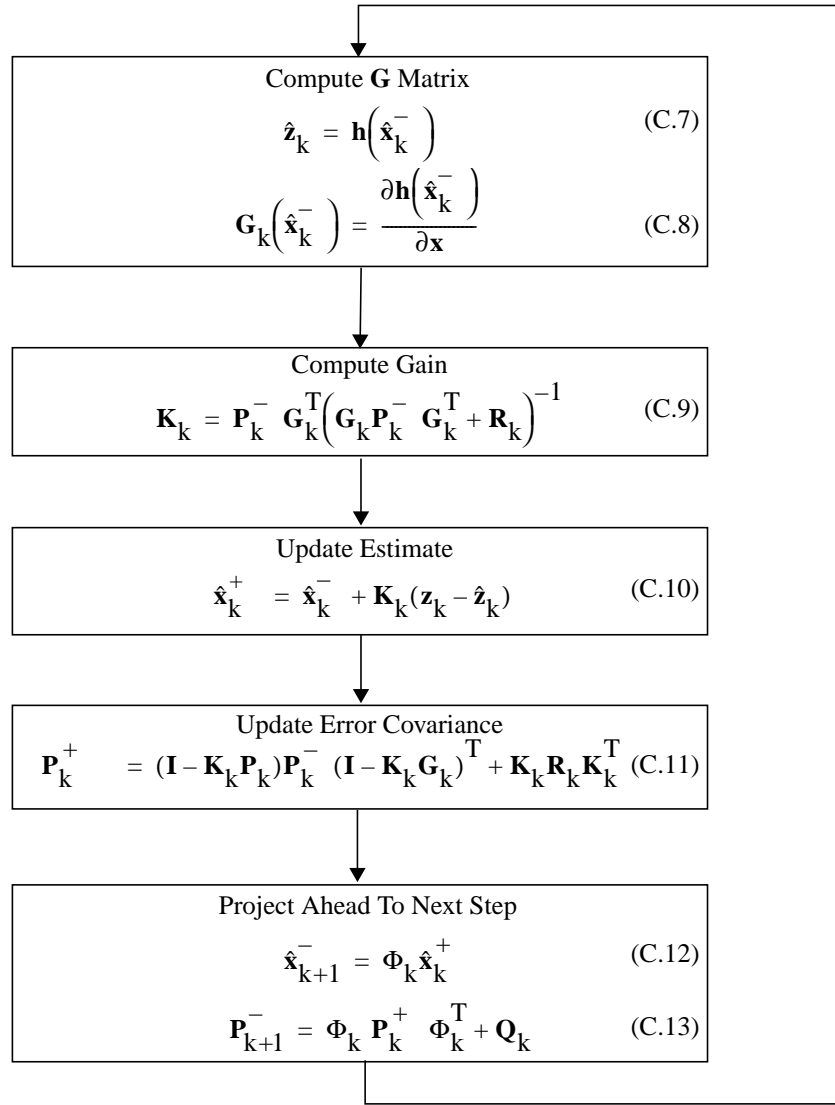 Compute G Matrix
ẑ_k = h(x̂_k^-) (C.7)
G_k(x̂_k^-) = ∂h(x̂_k^-)/∂x (C.8)
Compute Gain
K_k = P_k^- G_k^T(G_k P_k^- G_k^T + R_k)^-1 (C.9)
Update Estimate
x̂_k^+ = x̂_k^- + K_k(z_k – ẑ_k) (C.10)
Update Error Covariance
P_k^+ = (I – K_k P_k)P_k^- (I – K_k G_k)^T + K_k R_k K_k^T (C.11)
Project Ahead To Next Step
x̂_k+1^- = Φ_k x̂_k^+ (C.12)
P_k+1^- = Φ_k P_k^+ Φ_k^T + Q_k (C.13)